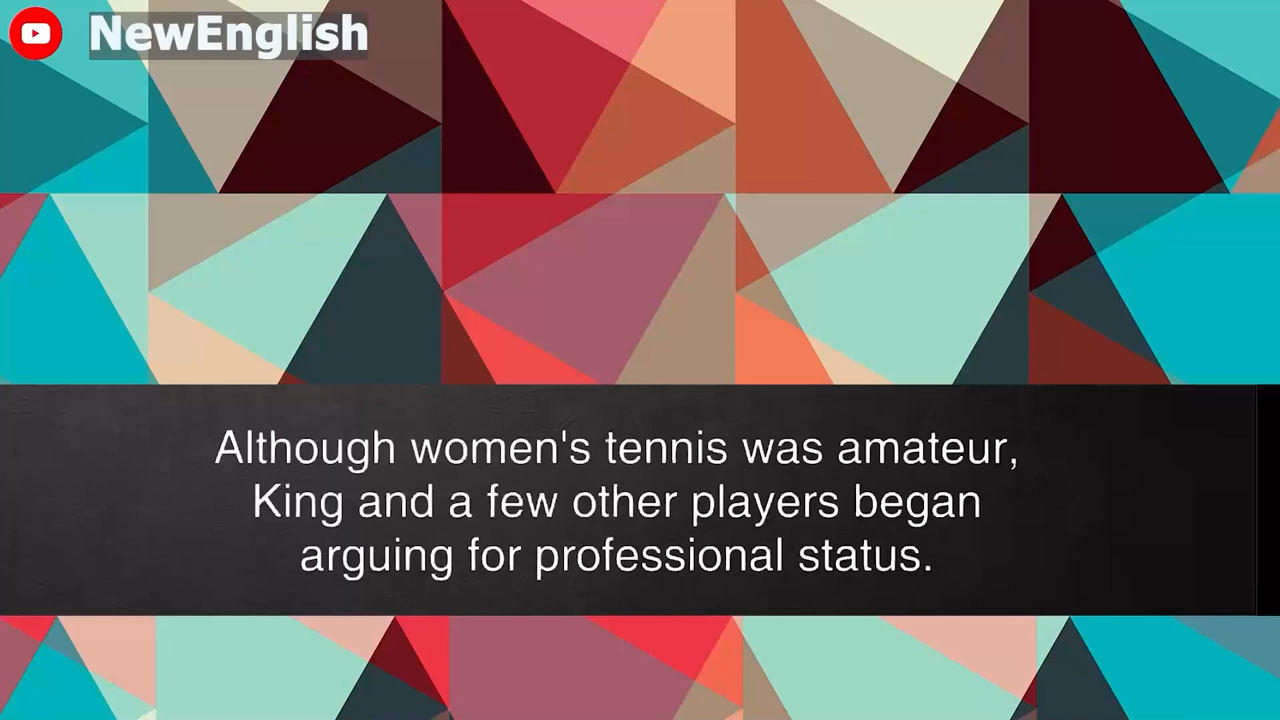 NewEnglish
Although women's tennis was amateur,
King and a few other players began
arguing for professional status.